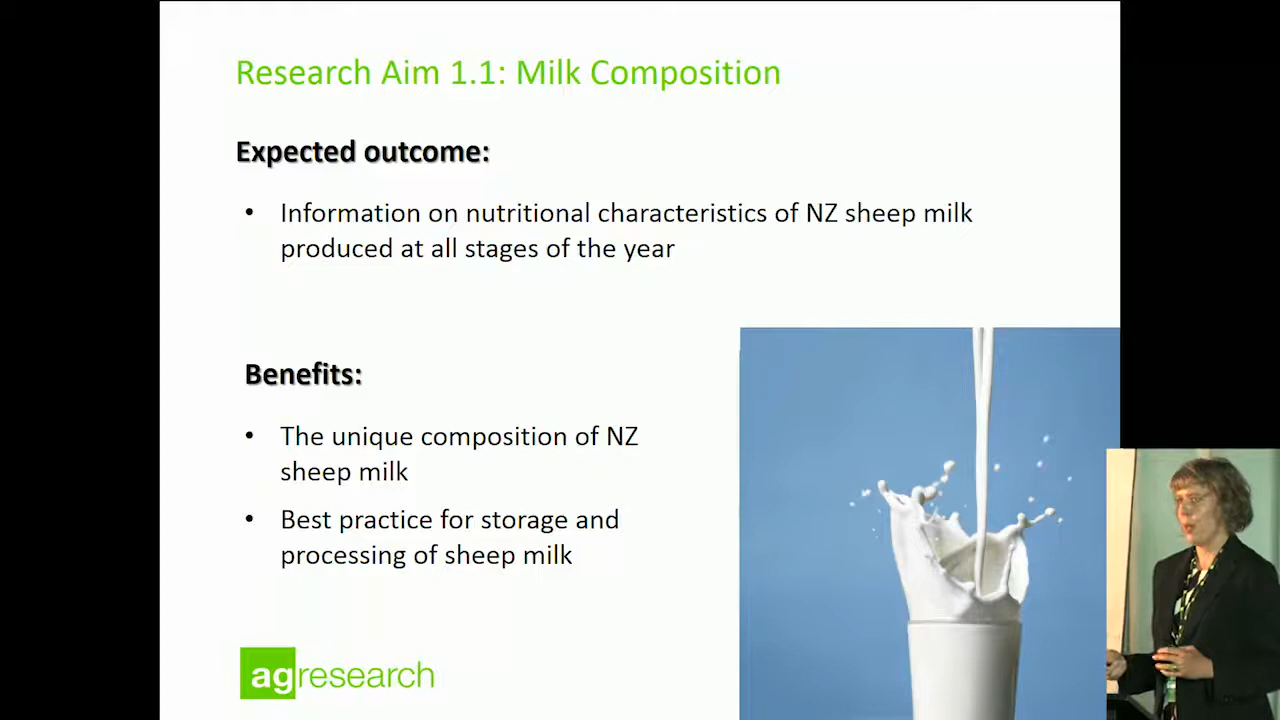 Research Aim 1.1: Milk Composition
Expected outcome:
• Information on nutritional characteristics of NZ sheep milk
produced at all stages of the year
Benefits:
• The unique composition of NZ
sheep milk
• Best practice for storage and
processing of sheep milk
agresearch